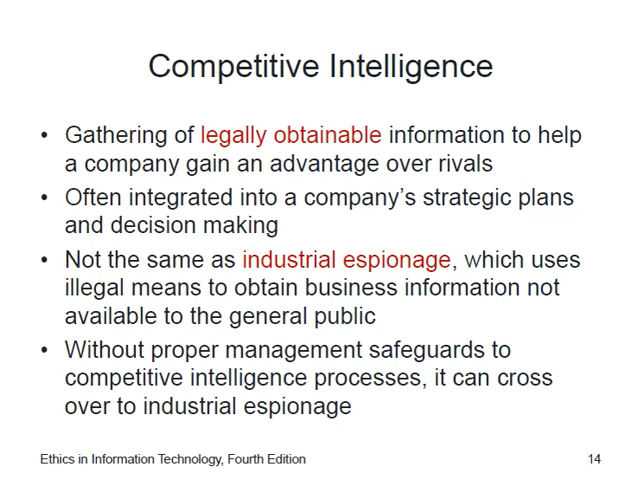 Competitive Intelligence
• Gathering of legally obtainable information to help
a company gain an advantage over rivals
• Often integrated into a company's strategic plans
and decision making
• Not the same as industrial espionage, which uses
illegal means to obtain business information not
available to the general public
• Without proper management safeguards to
competitive intelligence processes, it can cross
over to industrial espionage
Ethics in Information Technology, Fourth Edition 14